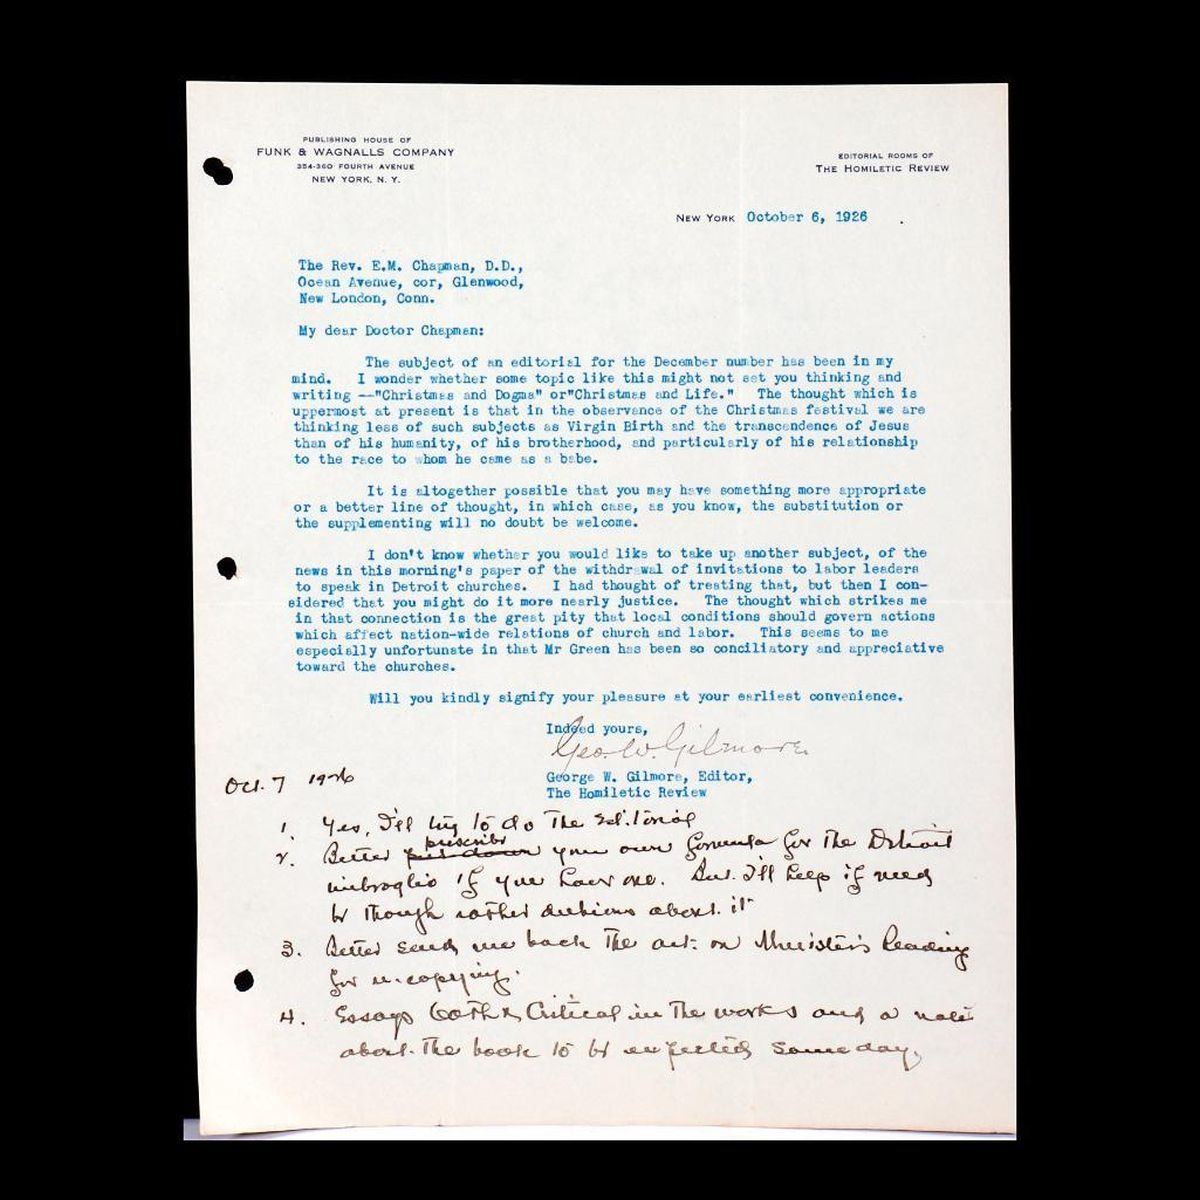 PUBLISHING HOUSE OF
FUNK & WAGNALLS COMPANY
354-360 FOURTH AVENUE
NEW YORK, N. Y.
EDITORIAL ROOMS OF
THE HOMILETIC REVIEW
NEW YORK October 6, 1926
The Rev. E.M. Chapman, D.D.,
Ocean Avenue, cor, Glenwood,
New London, Conn.
My dear Doctor Chapman:
The subject of an editorial for the December number has been in my
mind. I wonder whether some topic like this might not set you thinking and
writing --"Christmas and Dogma" or"Christmas and Life." The thought which is
uppermost at present is that in the observance of the Christmas festival we are
thinking less of such subjects as Virgin Birth and the transcendence of Jesus
than of his humanity, of his brotherhood, and particularly of his relationship
to the race to whom he came as a babe.
It is altogether possible that you may have something more appropriate
or a better line of thought, in which case, as you know, the substitution or
the supplementing will no doubt be welcome.
I don't know whether you would like to take up another subject, of the
news in this morning's paper of the withdrawal of invitations to labor leaders
to speak in Detroit churches. I had thought of treating that, but then I con-
sidered that you might do it more nearly justice. The thought which strikes me
in that connection is the great pity that local conditions should govern actions
which affect nation-wide relations of church and labor. This seems to me
especially unfortunate in that Mr Green has been so conciliatory and appreciative
toward the churches.
Will you kindly signify your pleasure at your earliest convenience.
Indeed yours,
Geo. W. Gilmore
George W. Gilmore, Editor,
The Homiletic Review
Oct. 7 1926
1. Yes, I'll try to do the Editorial
prescribe
2. Better put down your own formula for the Detroit
imbroglio if you have one. But I'll help if need
be though rather dubious about it
3. Better send me back the art. on Minister's Reading
for re-copying.
4. Essays both Critical in the works and a note
about the book to be expected some day.